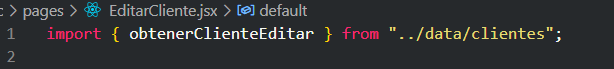 c > pages > EditarCliente.jsx > default
1 import { obtenerClienteEditar } from "../data/clientes";
2